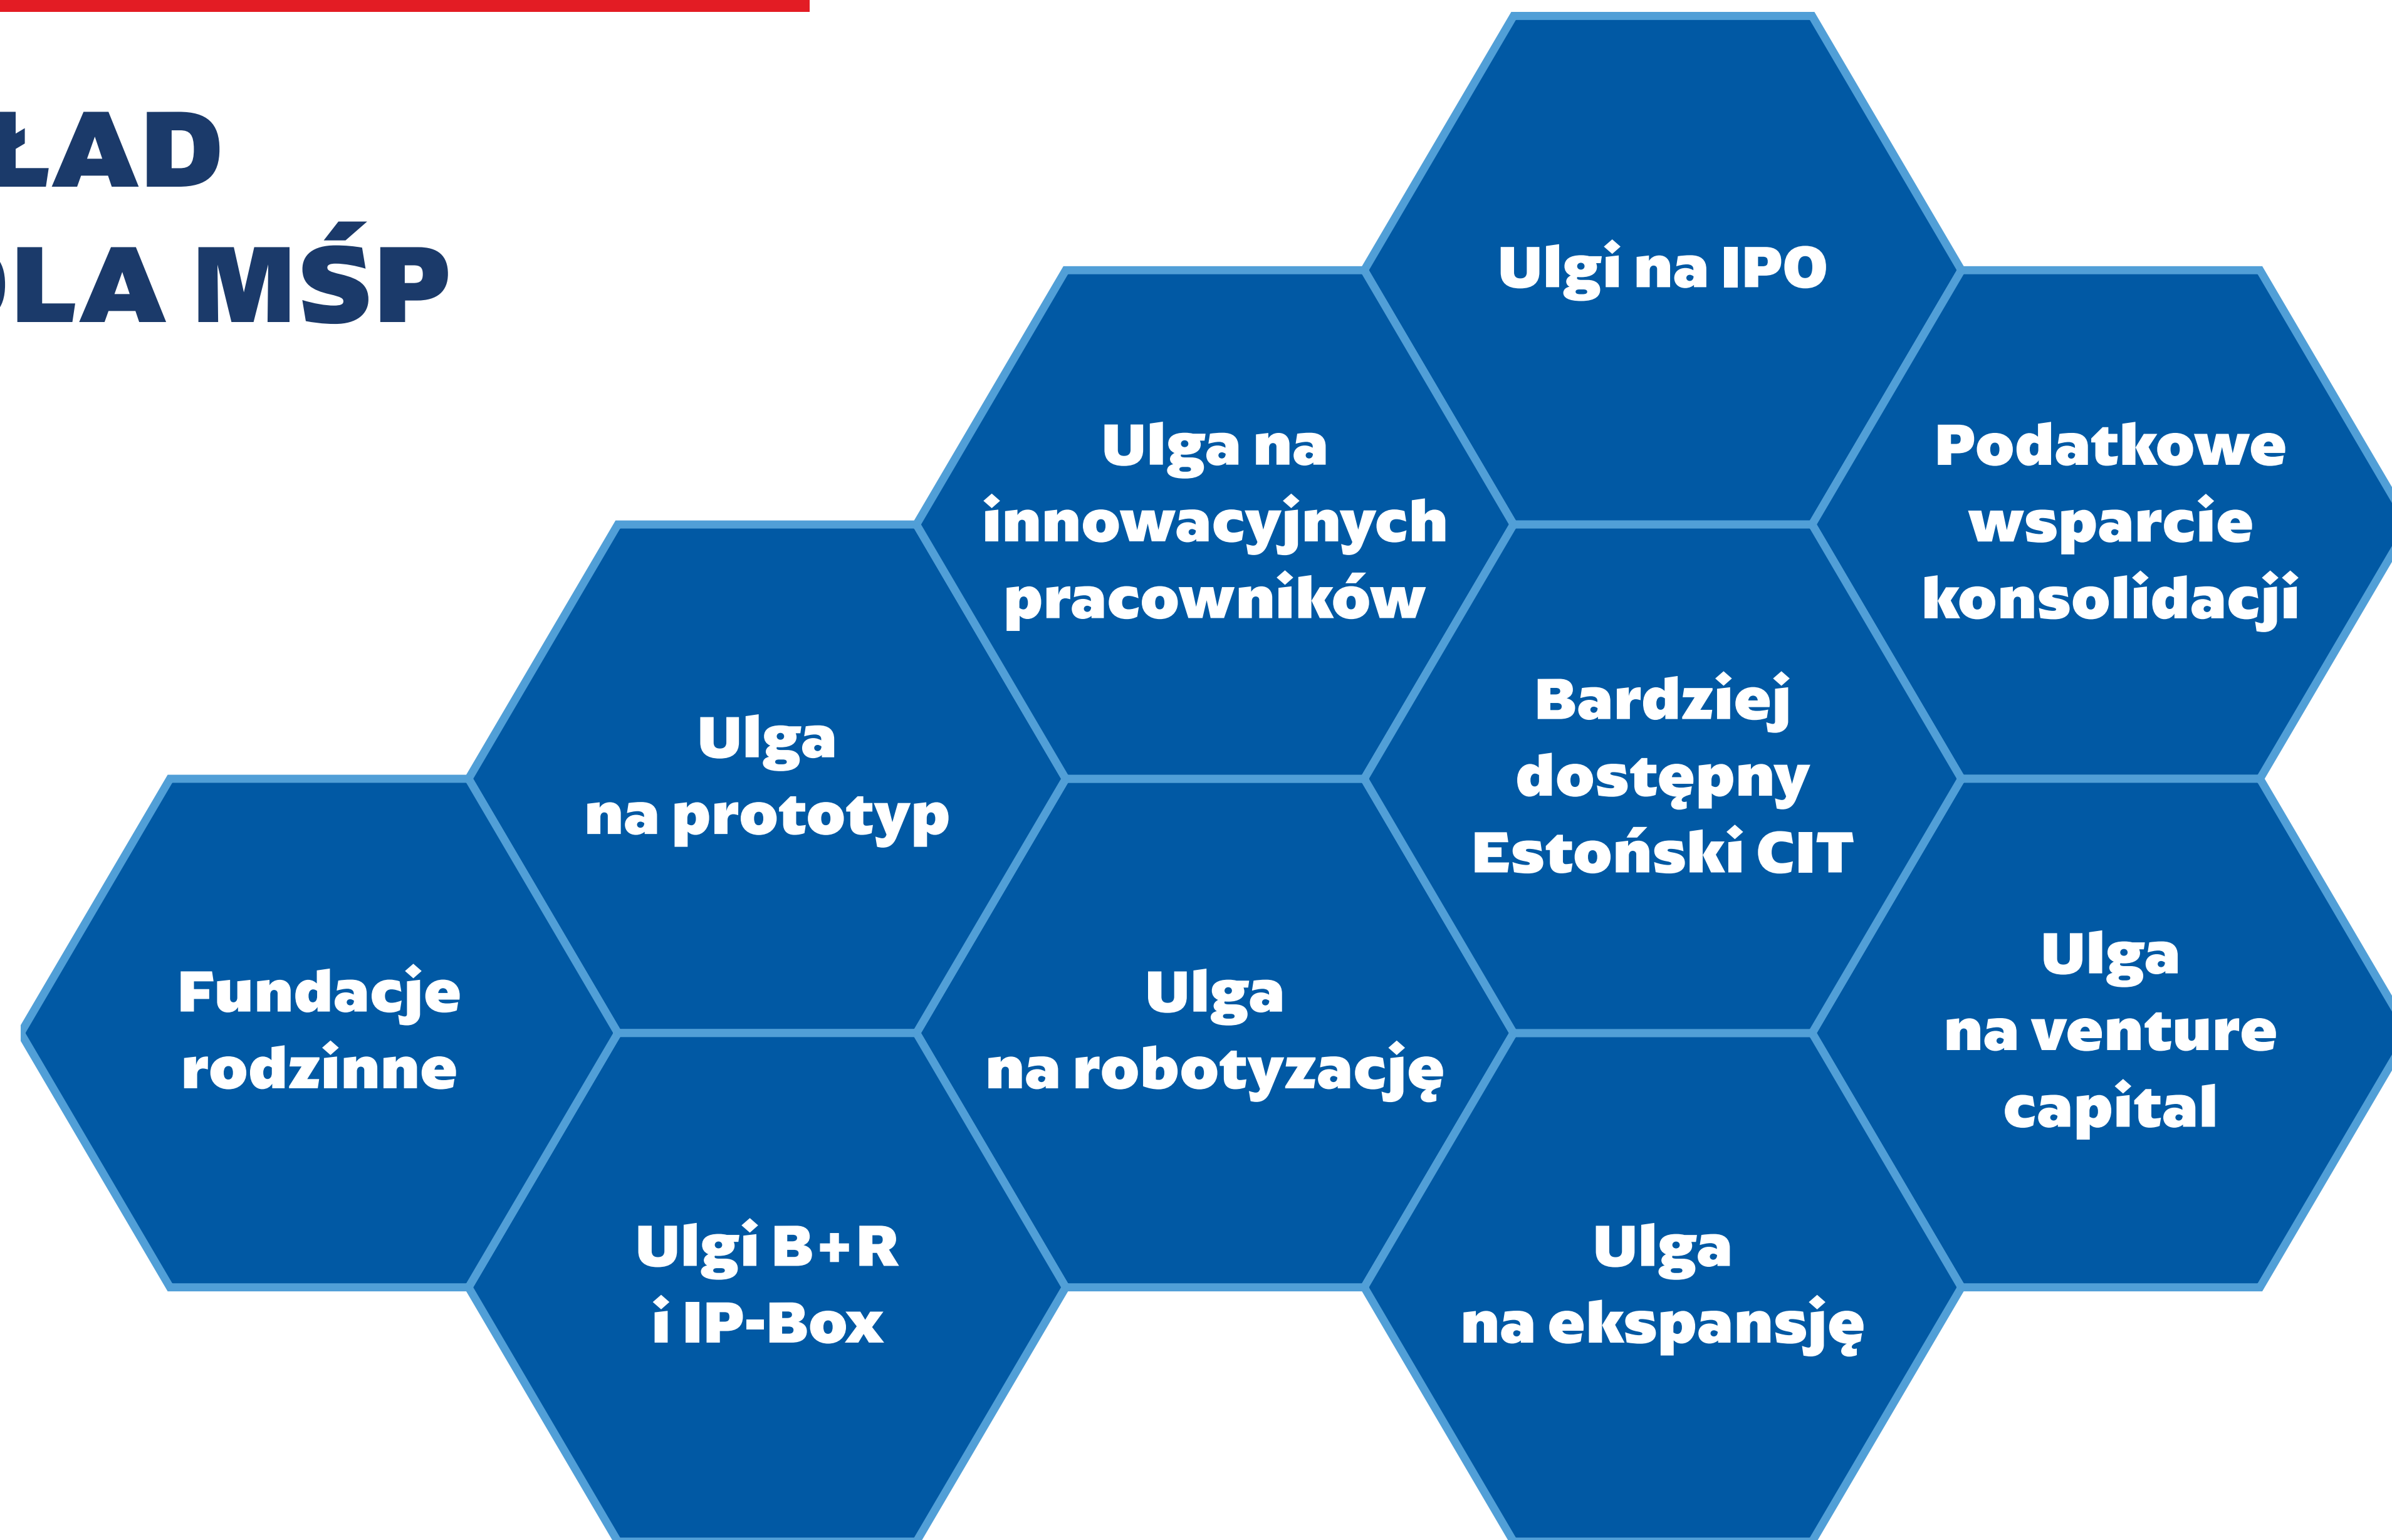 ŁAD
DLA MŚP
Ulgi na IPO
Ulga na
innowacyjnych
pracowników
Podatkowe
wsparcie
konsolidacji
Ulga
na prototyp
Bardziej
dostępny
Estoński CIT
Fundacje
rodzinne
Ulga
na robotyzację
Ulga
na venture
capital
Ulgi B+R
i IP-Box
Ulga
na ekspansję